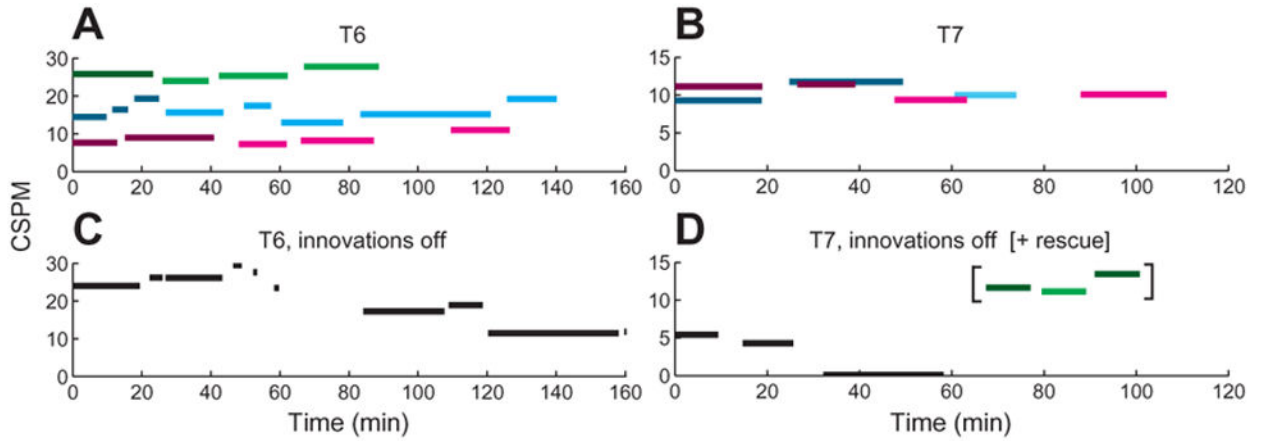 A
T6
30
20
10
0
0 20 40 60 80 100 120 140 160
B
T7
15
10
5
0
0 20 40 60 80 100 120
CSPM
C
T6, innovations off
30
20
10
0
0 20 40 60 80 100 120 140 160
Time (min)
D
T7, innovations off [+ rescue]
15
10
5
0
0 20 40 60 80 100 120
Time (min)